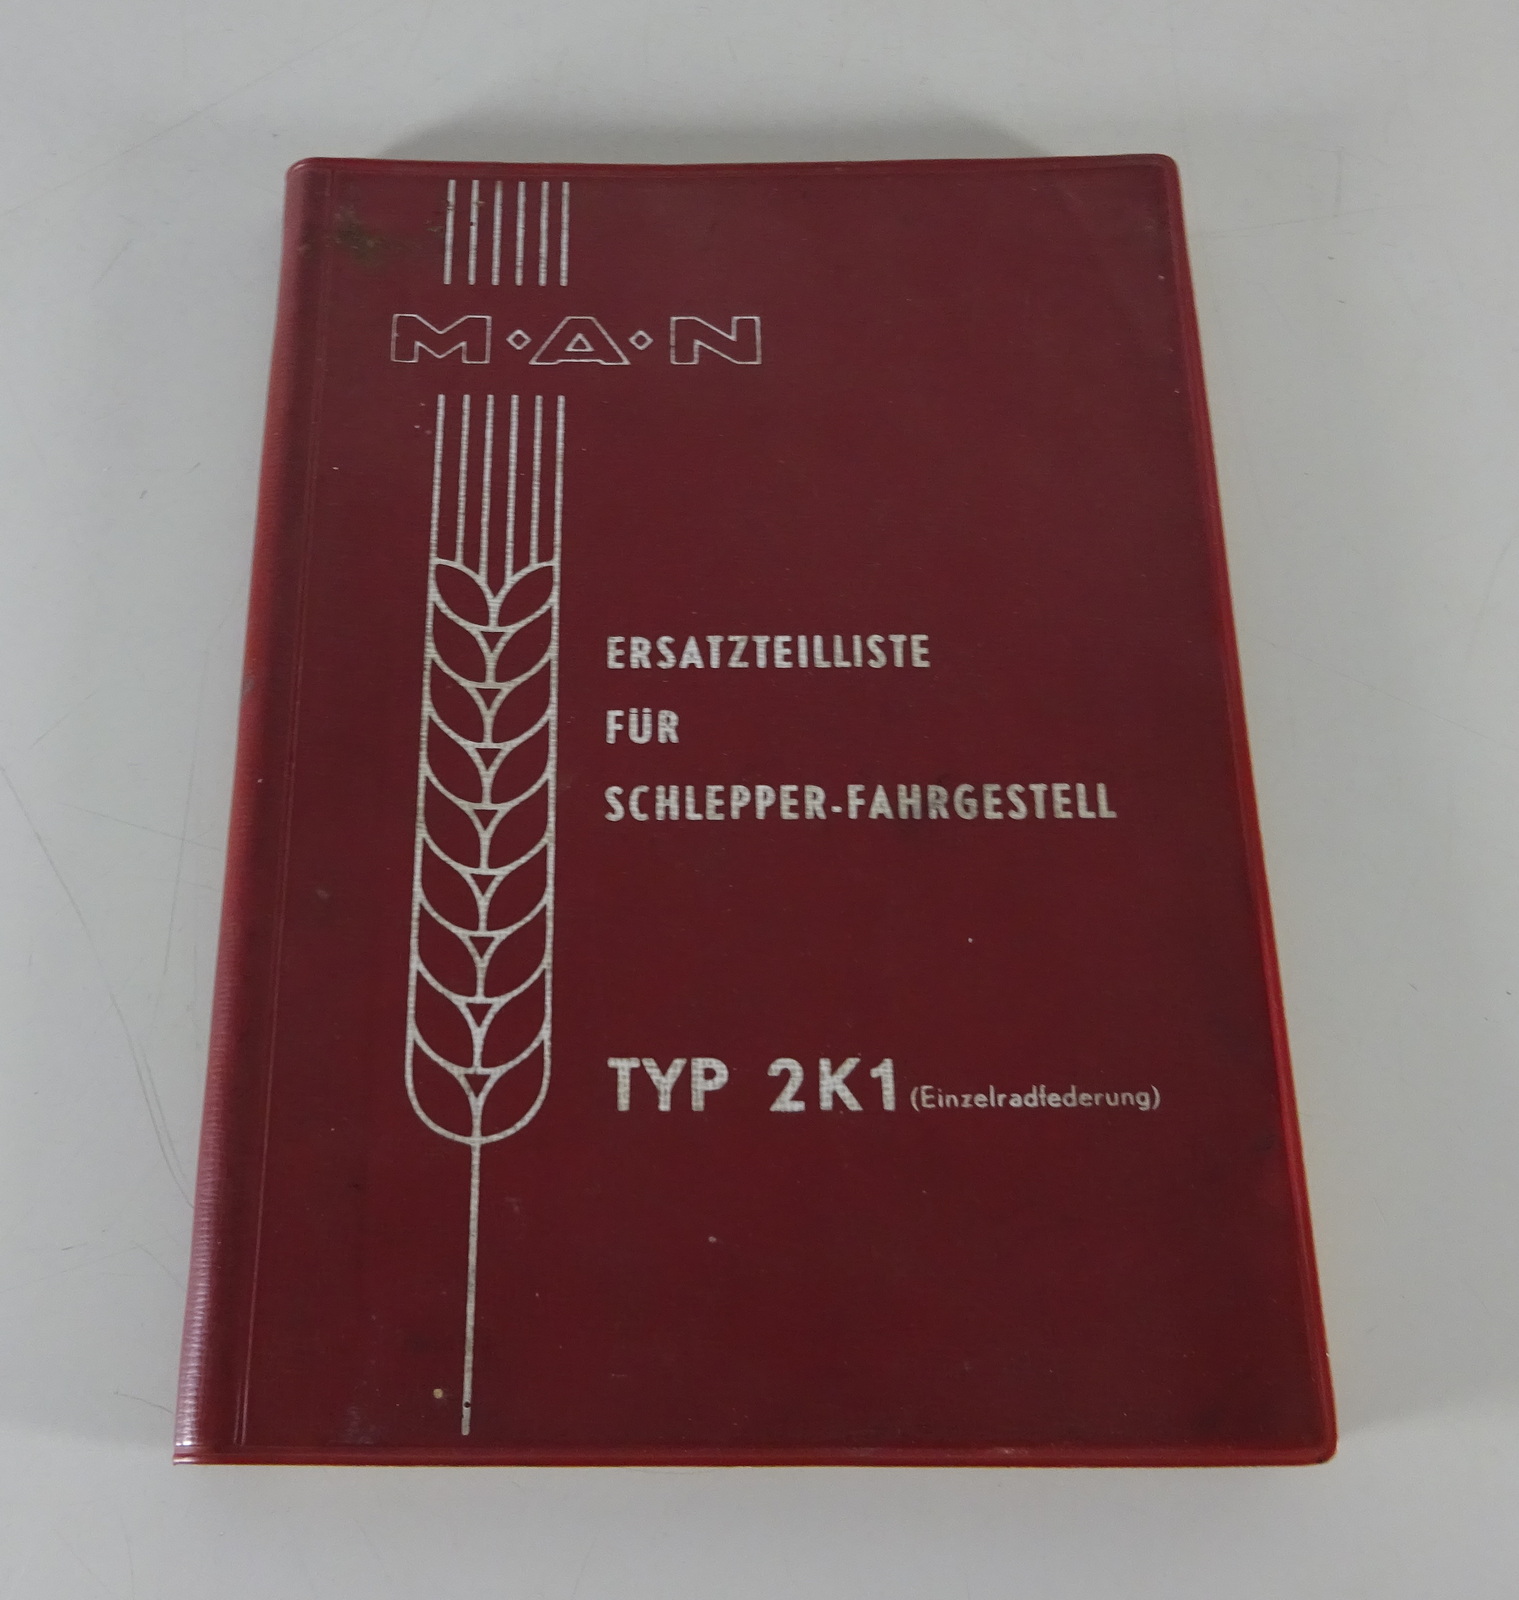 M·A·N
ERSATZTEILLISTE
FÜR
SCHLEPPER-FAHRGESTELL
TYP 2K1 (Einzelradfederung)